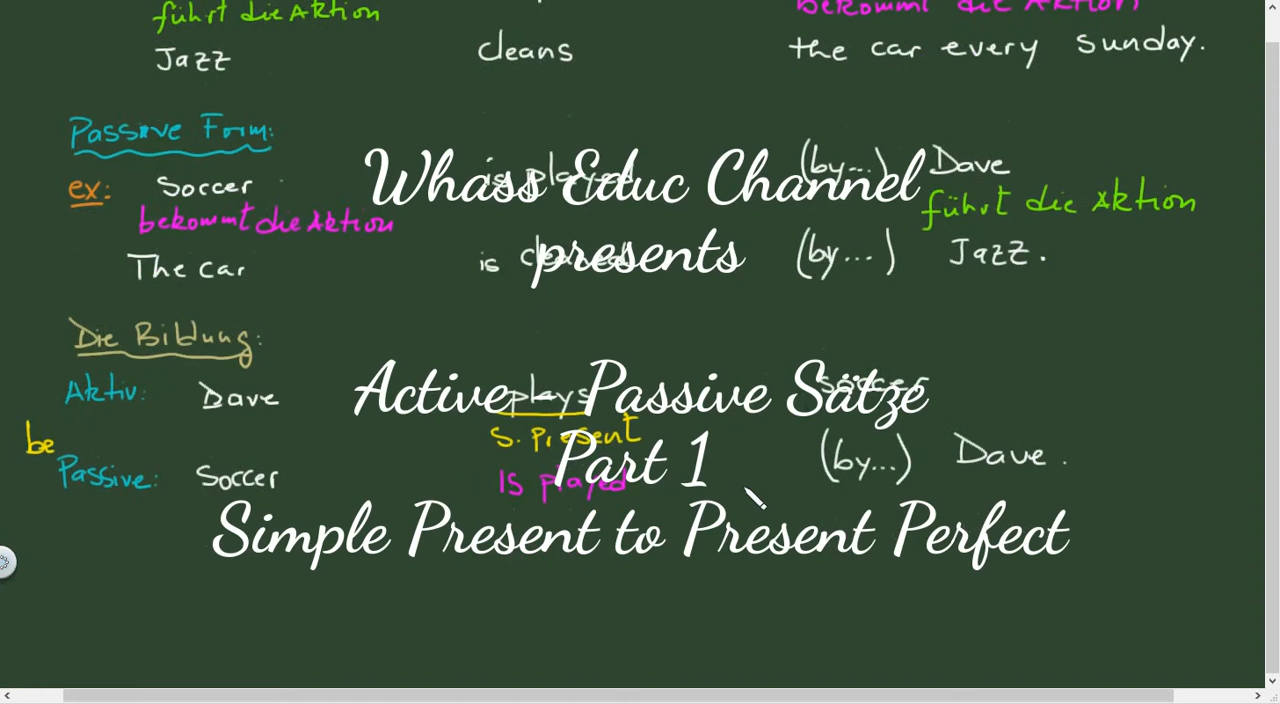 führt die Aktion
bekommt die Aktion
Jazz cleans the car every sunday.
Passive Form:
ex: Soccer is played (by...) Dave
bekommt die Aktion führt die Aktion
The car is cleaned (by...) Jazz.
Die Bildung:
Aktiv: Dave plays soccer
be S. Present
Passive: Soccer Is played (by...) Dave.
Whass Educ Channel
presents
Active Passive Sätze
Part 1
Simple Present to Present Perfect